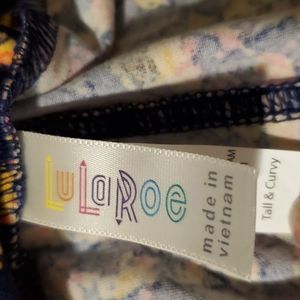 LuLaRoe
made in
vietnam
Tall & Curvy